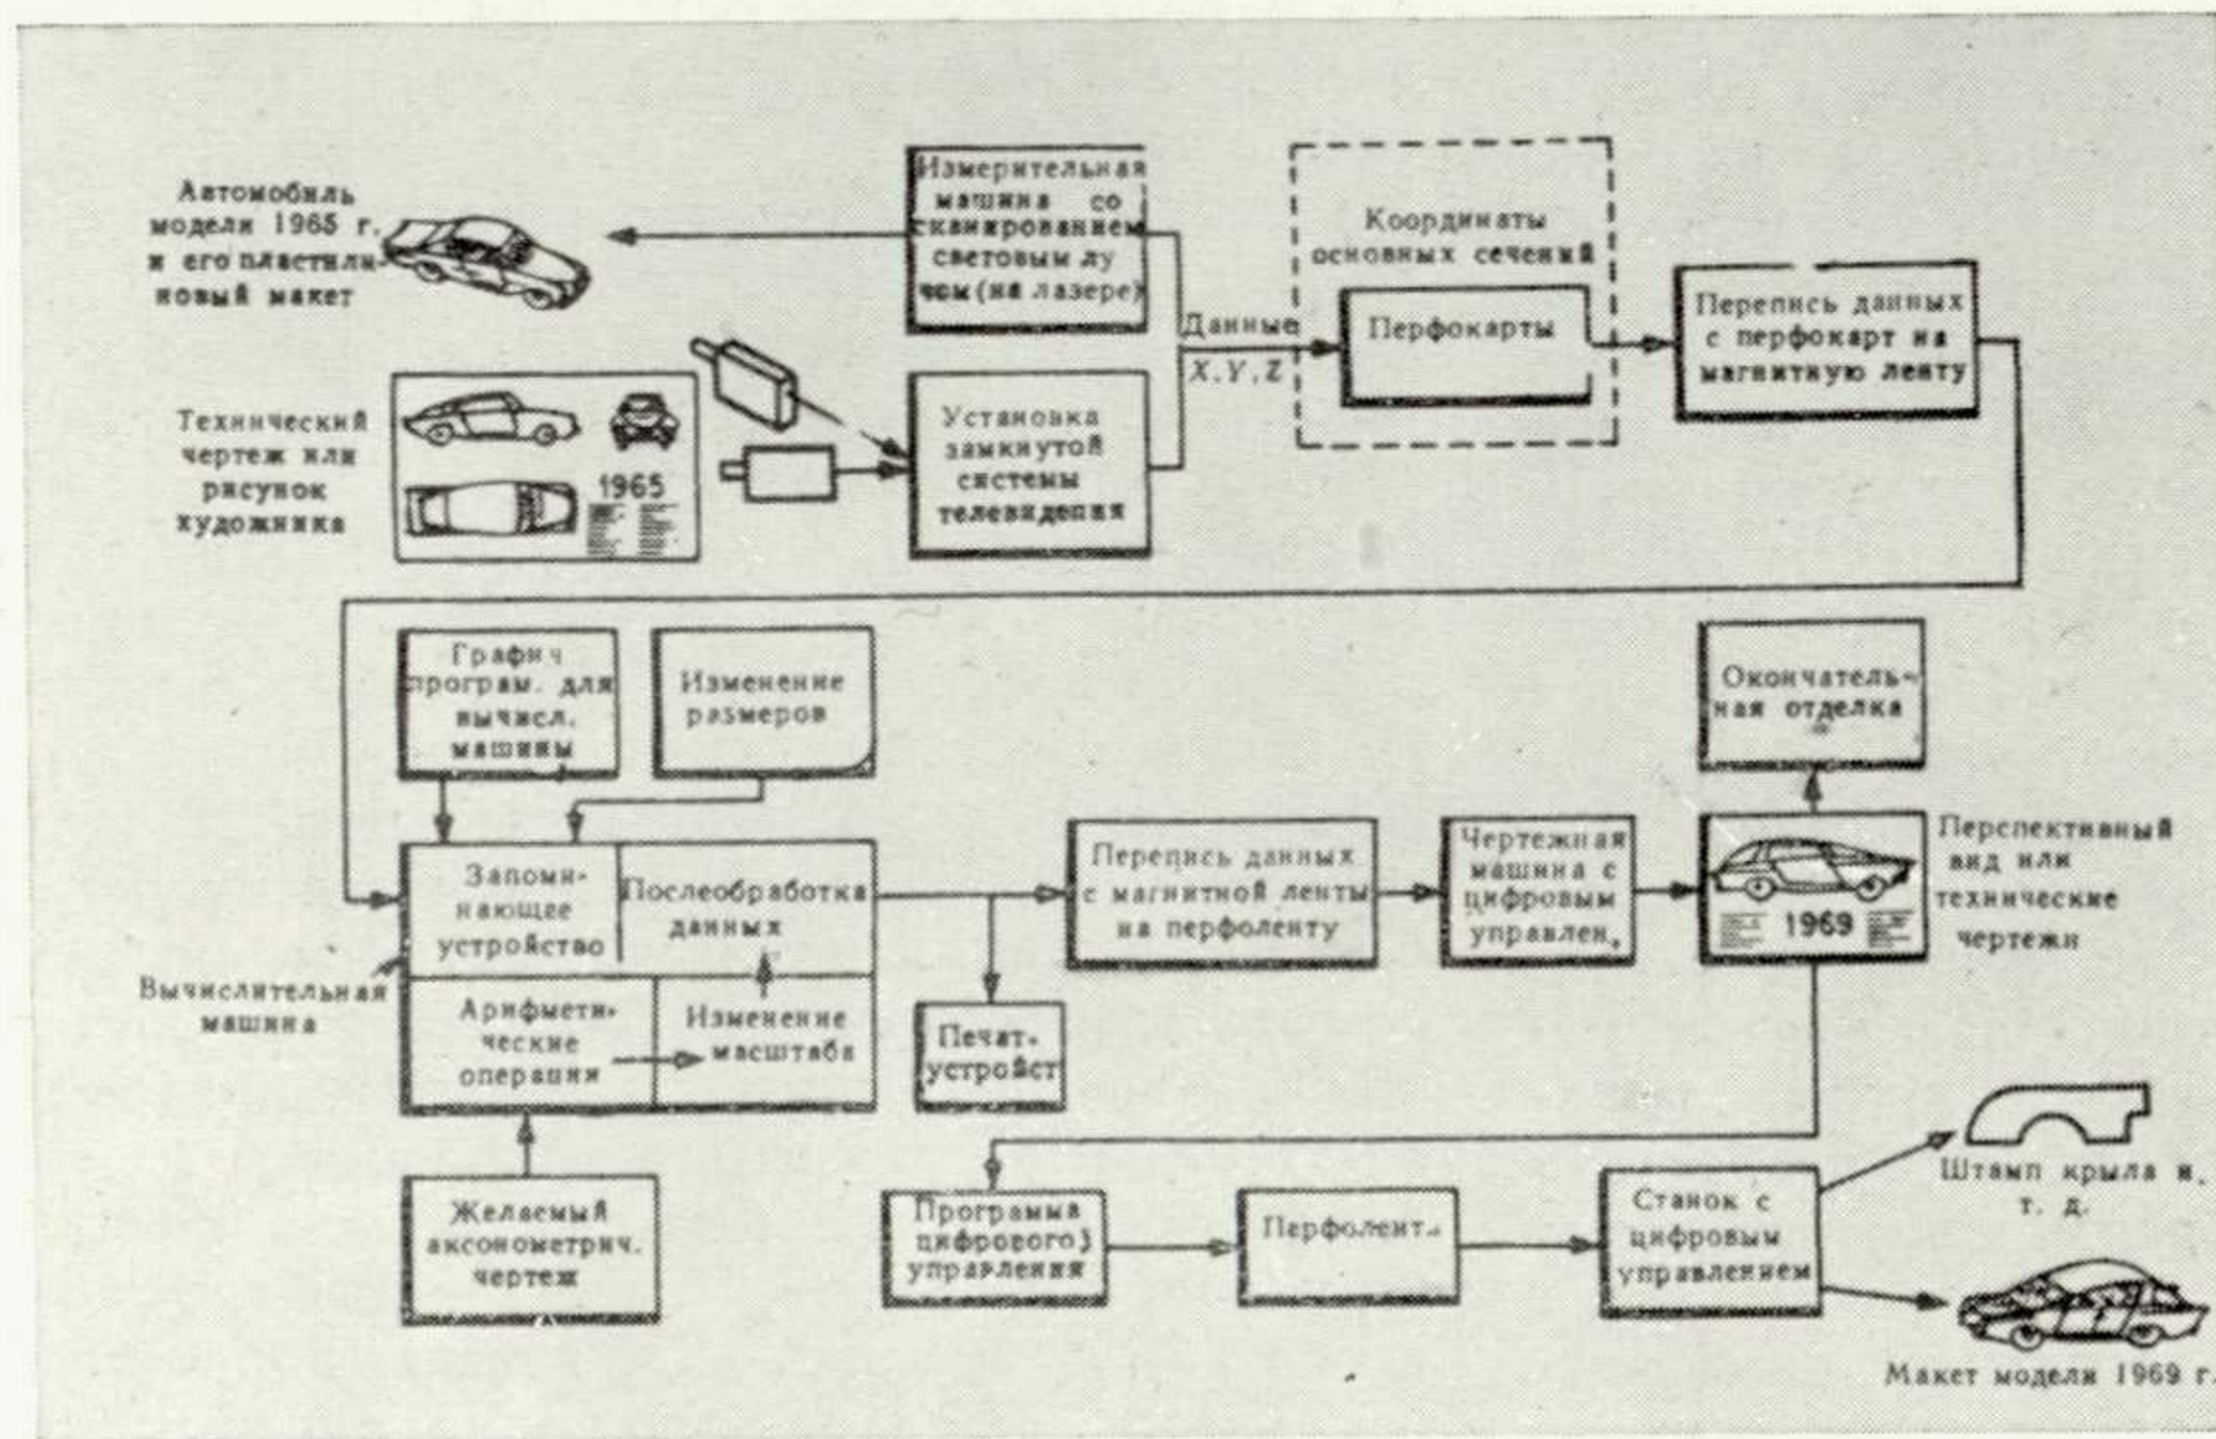 Автомобиль
модели 1965 г.
и его пластили-
новый макет
Измерительная
машина со
сканированием
световым лу
чом (на лазере)
Технический
чертеж или
рисунок
художника
1965
Установка
замкнутой
системы
телевидения
Данные
X, Y, Z
Координаты
основных сечений
Перфокарты
Перепись данных
с перфокарт на
магнитную ленту
Графич
програм. для
вычисл.
машины
Изменение
размеров
Запоми-
нающее
устройство
Послеобработка
данных
Вычислительная
машина
Арифмети-
ческие
операции
Изменение
масштаба
Желаемый
аксонометрич.
чертеж
Печат.
устройст
Перепись данных
с магнитной ленты
на перфоленту
Чертежная
машина с
цифровым
управлен.
Окончатель-
ная отделка
1969
Перспективный
вид или
технические
чертежи
Программа
цифрового
управления
Перфолент.
Станок с
цифровым
управлением
Штамп крыла и.
т. д.
Макет модели 1969 г.